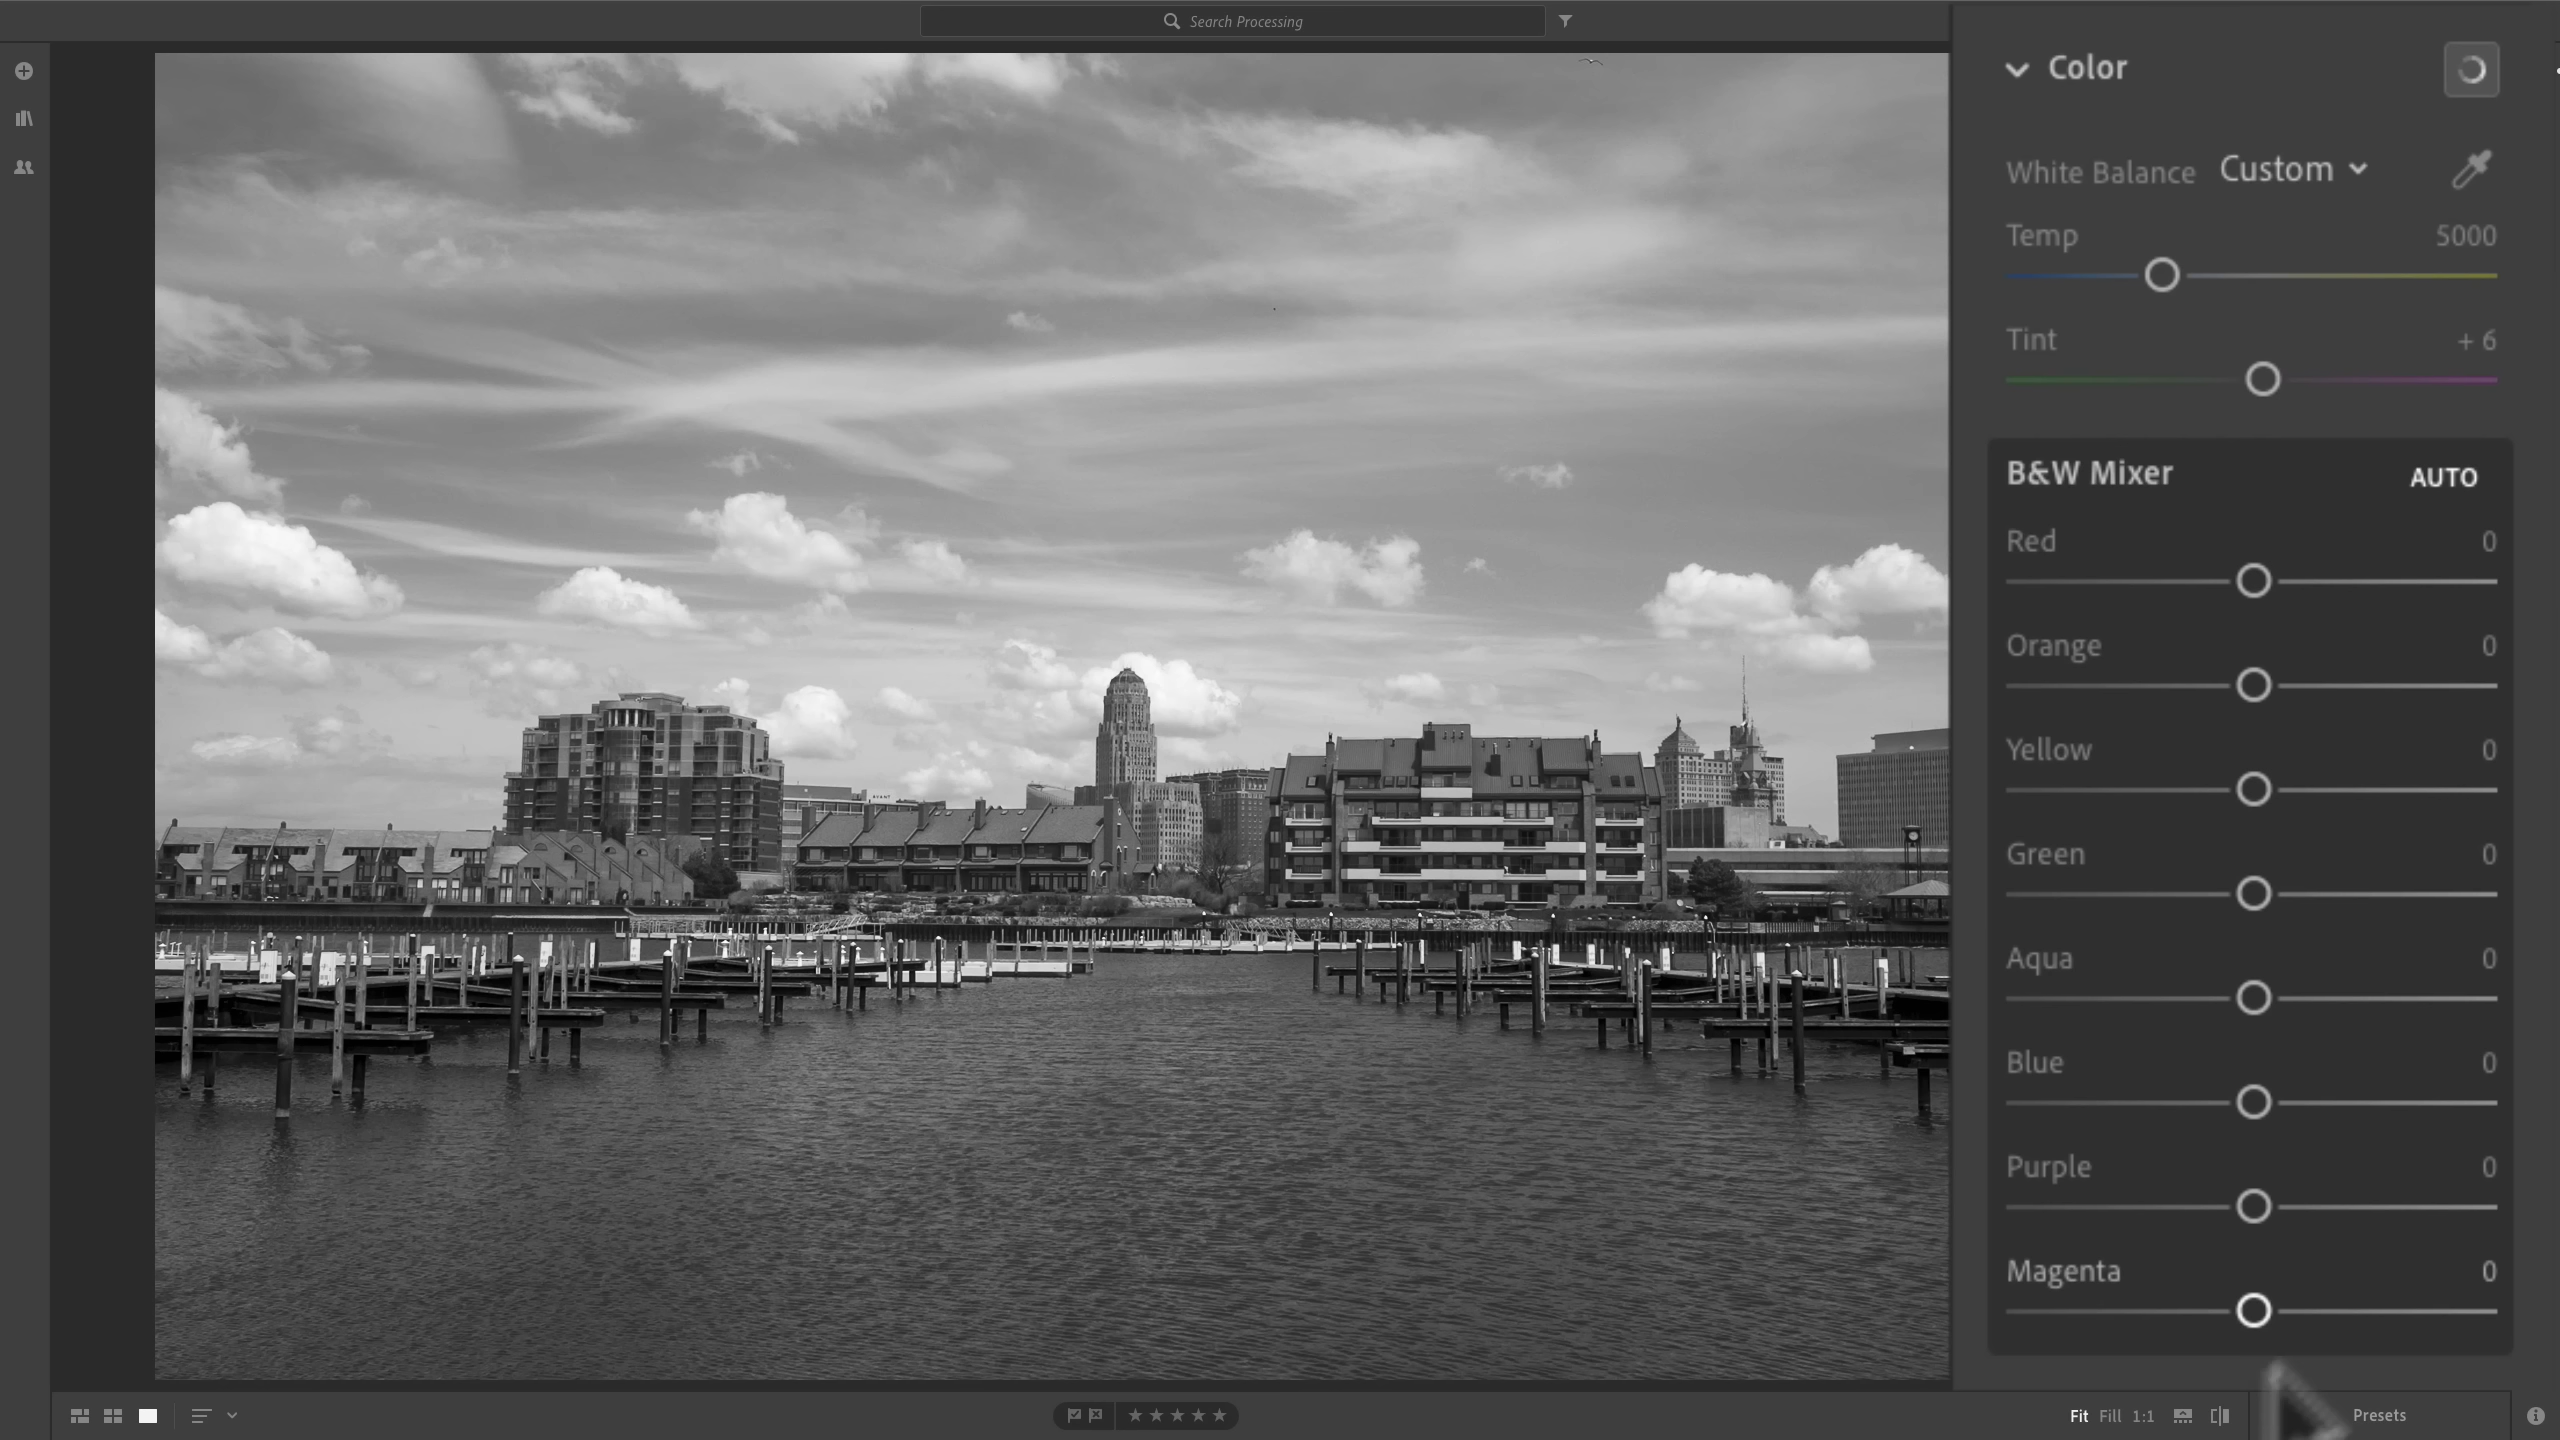 Search Processing
Color
White Balance Custom
Temp 5000
Tint + 6
B&W Mixer AUTO
Red 0
Orange 0
Yellow 0
Green 0
Aqua 0
Blue 0
Purple 0
Magenta 0
Fit Fill 1:1 Presets